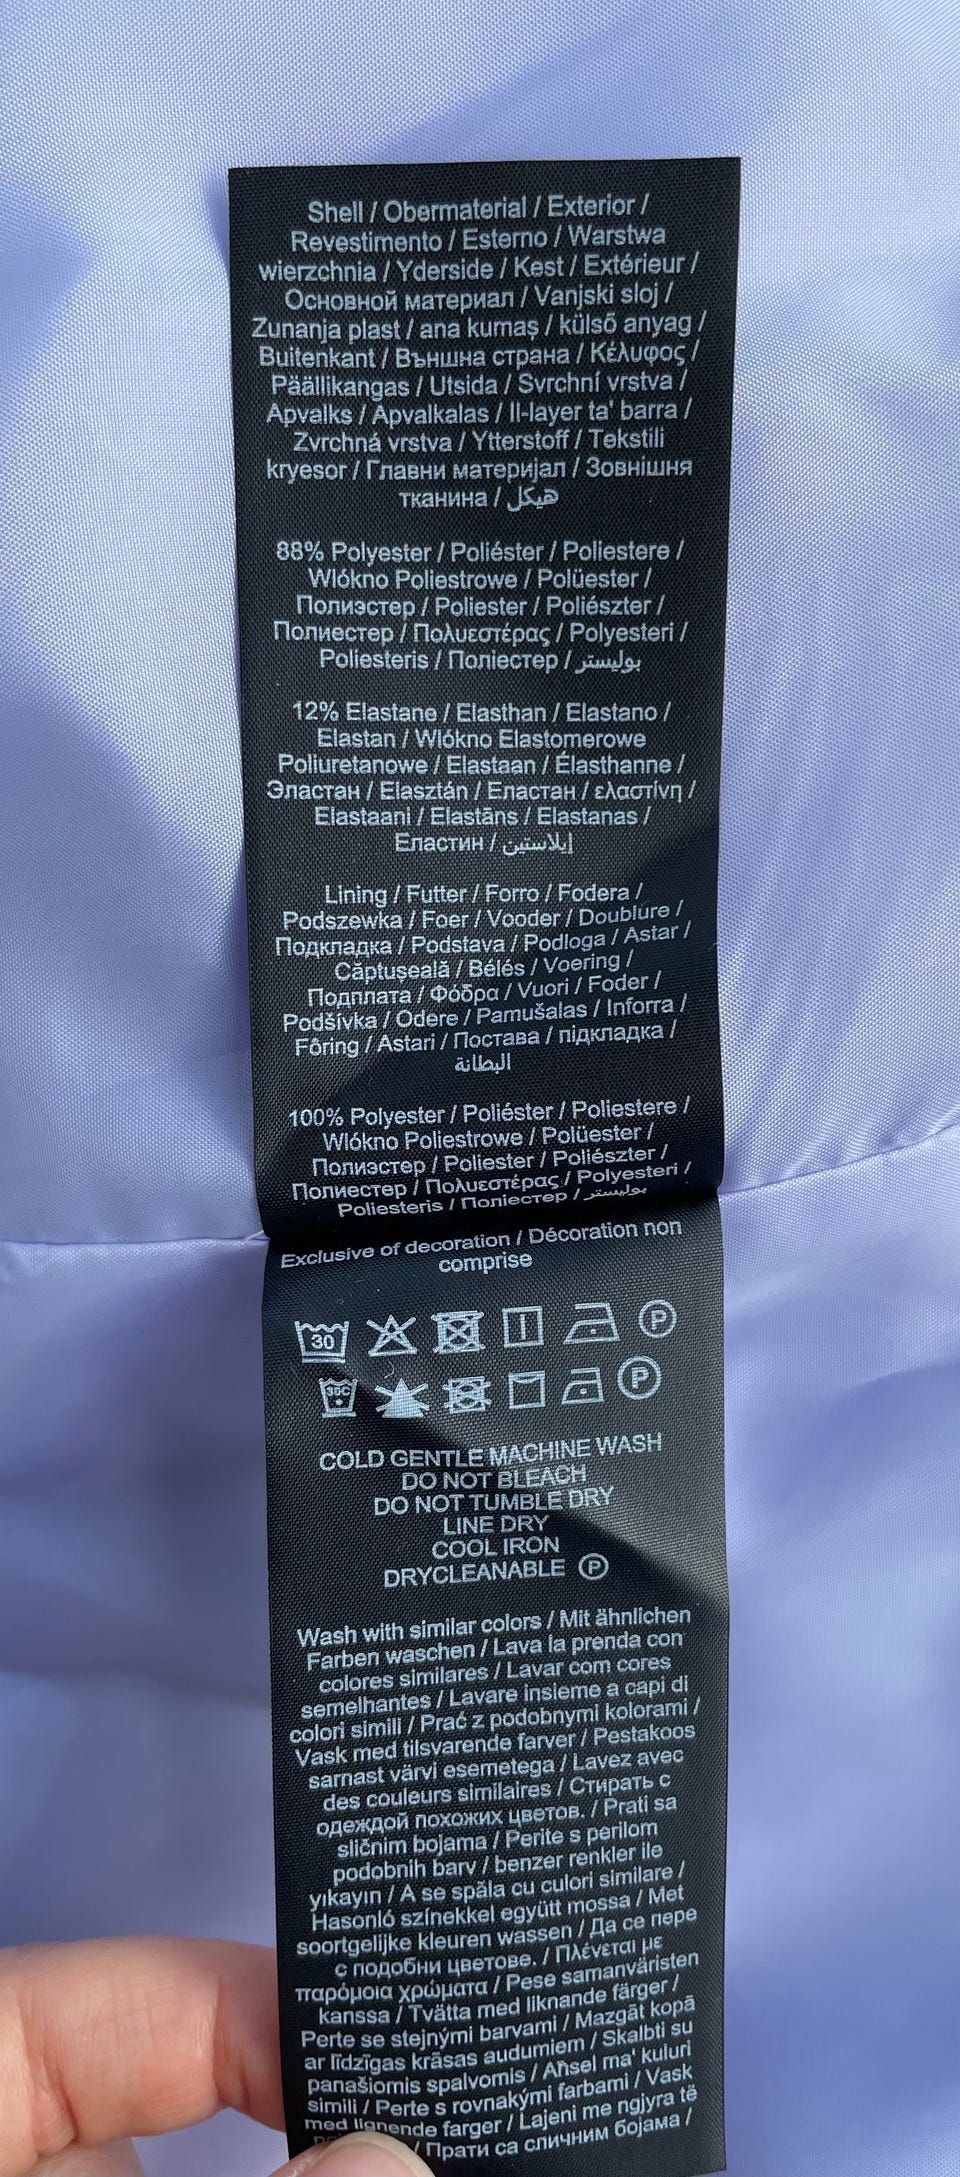 Shell / Obermaterial / Exterior /
Revestimento / Esterno / Warstwa
wierzchnia / Yderside / Kest / Extérieur /
Основной материал / Vanjski sloj /
Zunanja plast / ana kumaş / külső anyag /
Buitenkant / Външна страна / Κέλυφος /
Päällikangas / Utsida / Svrchní vrstva /
Apvalks / Apvalkalas / Il-layer ta' barra /
Zvrchná vrstva / Ytterstoff / Tekstili
kryesor / Главни материјал / Зовнішня
тканина / هيكل
88% Polyester / Poliéster / Poliestere /
Wlókno Poliestrowe / Polüester /
Полиэстер / Poliester / Poliészter /
Полиестер / Πολυεστέρας / Polyesteri /
Poliesteris / Поліестер / بوليستر
12% Elastane / Elasthan / Elastano /
Elastan / Wlókno Elastomerowe
Poliuretanowe / Elastaan / Élasthanne /
Эластан / Elasztán / Еластан / ελαστίνη /
Elastaani / Elastāns / Elastanas /
Еластин / إيلاستين
Lining / Futter / Forro / Fodera /
Podszewka / Foer / Vooder / Doublure /
Подкладка / Podstava / Podloga / Astar /
Căptușeală / Bélés / Voering /
Подплата / Φόδρα / Vuori / Foder /
Podšívka / Odere / Pamušalas / Inforra /
Fôring / Astari / Постава / підкладка /
البطانة
100% Polyester / Poliéster / Poliestere /
Wlókno Poliestrowe / Polüester /
Полиэстер / Poliester / Poliészter /
Полиестер / Πολυεστέρας / Polyesteri /
Poliesteris / Поліестер / بوليستر
Exclusive of decoration / Décoration non
comprise
30 P
30C P
COLD GENTLE MACHINE WASH
DO NOT BLEACH
DO NOT TUMBLE DRY
LINE DRY
COOL IRON
DRYCLEANABLE P
Wash with similar colors / Mit ähnlichen
Farben waschen / Lava la prenda con
colores similares / Lavar com cores
semelhantes / Lavare insieme a capi di
colori simili / Prać z podobnymi kolorami /
Vask med tilsvarende farver / Pestakoos
sarnast värvi esemetega / Lavez avec
des couleurs similaires / Стирать с
одеждой похожих цветов. / Prati sa
sličnim bojama / Perite s perilom
podobnih barv / benzer renkler ile
yıkayın / A se spăla cu culori similare /
Hasonló színekkel együtt mossa / Met
soortgelijke kleuren wassen / Да се пере
с подобни цветове. / Πλένεται με
παρόμοια χρώματα / Pese samanväristen
kanssa / Tvätta med liknande färger /
Perte se stejnými barvami / Mazgāt kopā
ar līdzīgas krāsas audumiem / Skalbti su
panašiomis spalvomis / Aħsel ma' kuluri
simili / Perte s rovnakými farbami / Vask
med lignende farger / Lajeni me ngjyra të
/ Прати са сличним бојама /